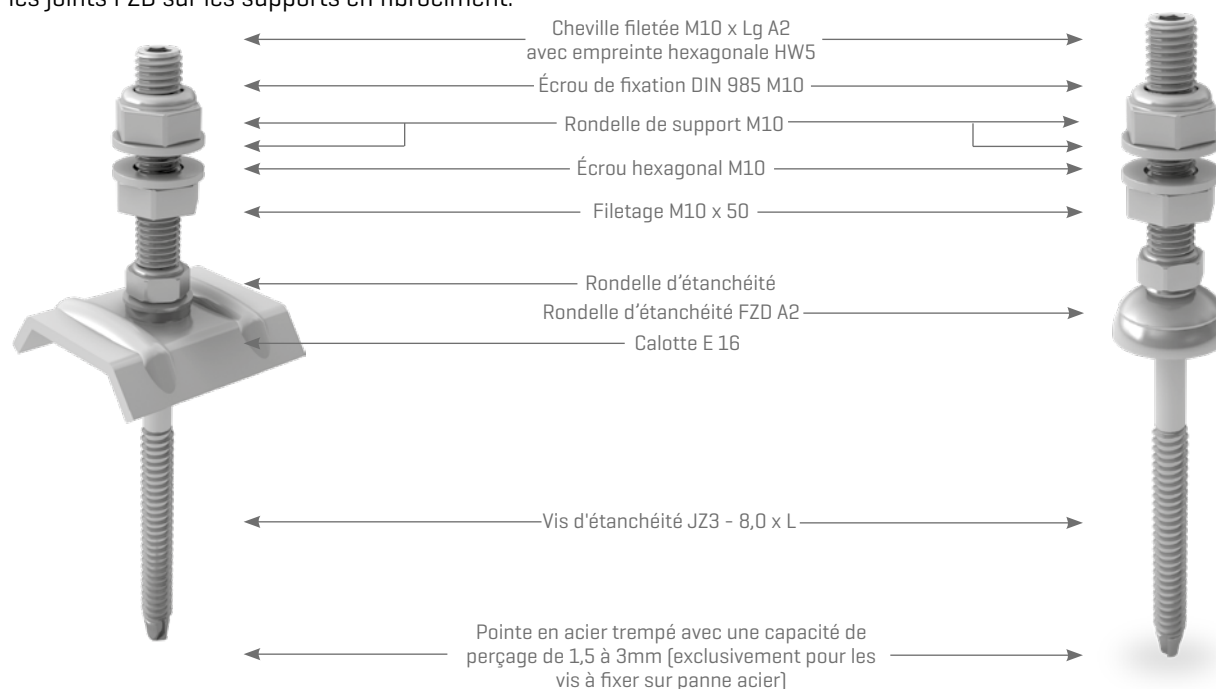 les joints FZD sur les supports en fibrociment.
Cheville filetée M10 x Lg A2
avec empreinte hexagonale HW5
Écrou de fixation DIN 985 M10
Rondelle de support M10
Écrou hexagonal M10
Filetage M10 x 50
Rondelle d'étanchéité
Rondelle d'étanchéité FZD A2
Calotte E 16
Vis d'étanchéité JZ3 - 8,0 x L
Pointe en acier trempé avec une capacité de
perçage de 1,5 à 3mm (exclusivement pour les
vis à fixer sur panne acier)